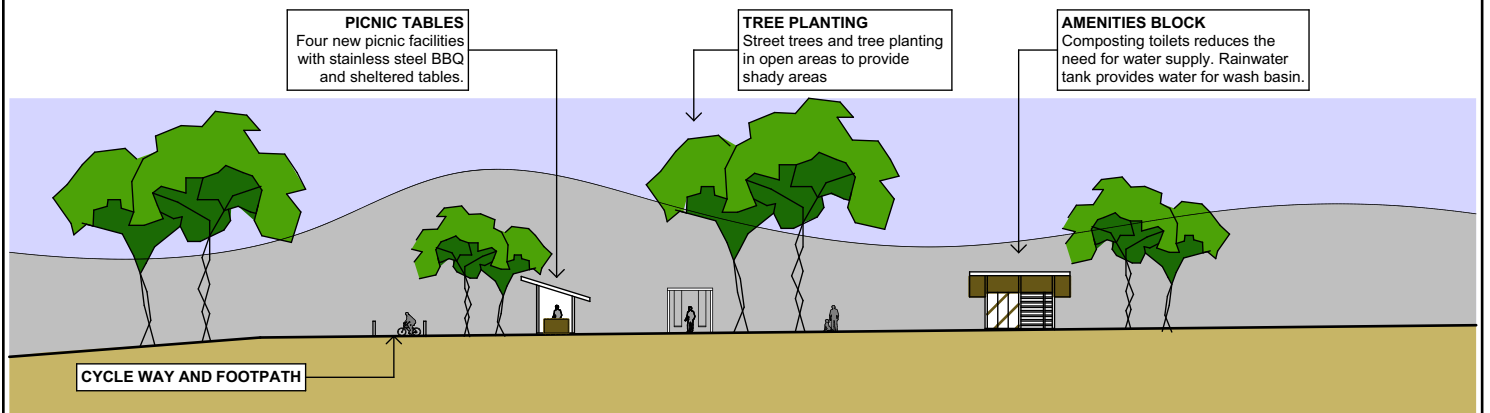 PICNIC TABLES
Four new picnic facilities
with stainless steel BBQ
and sheltered tables.
TREE PLANTING
Street trees and tree planting
in open areas to provide
shady areas
AMENITIES BLOCK
Composting toilets reduces the
need for water supply. Rainwater
tank provides water for wash basin.
CYCLE WAY AND FOOTPATH